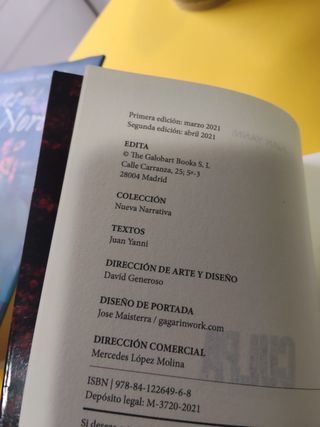 Primera edición: marzo 2021
Segunda edición: abril 2021
EDITA
© The Galobart Books S. L
Calle Carranza, 25; 5º-3
28004 Madrid
COLECCIÓN
Nueva Narrativa
TEXTOS
Juan Yanni
DIRECCIÓN DE ARTE Y DISEÑO
David Generoso
DISEÑO DE PORTADA
Jose Maisterra / gagarinwork.com
DIRECCIÓN COMERCIAL
Mercedes López Molina
ISBN | 978-84-122649-6-8
Depósito legal: M-3720-2021
Si deseas